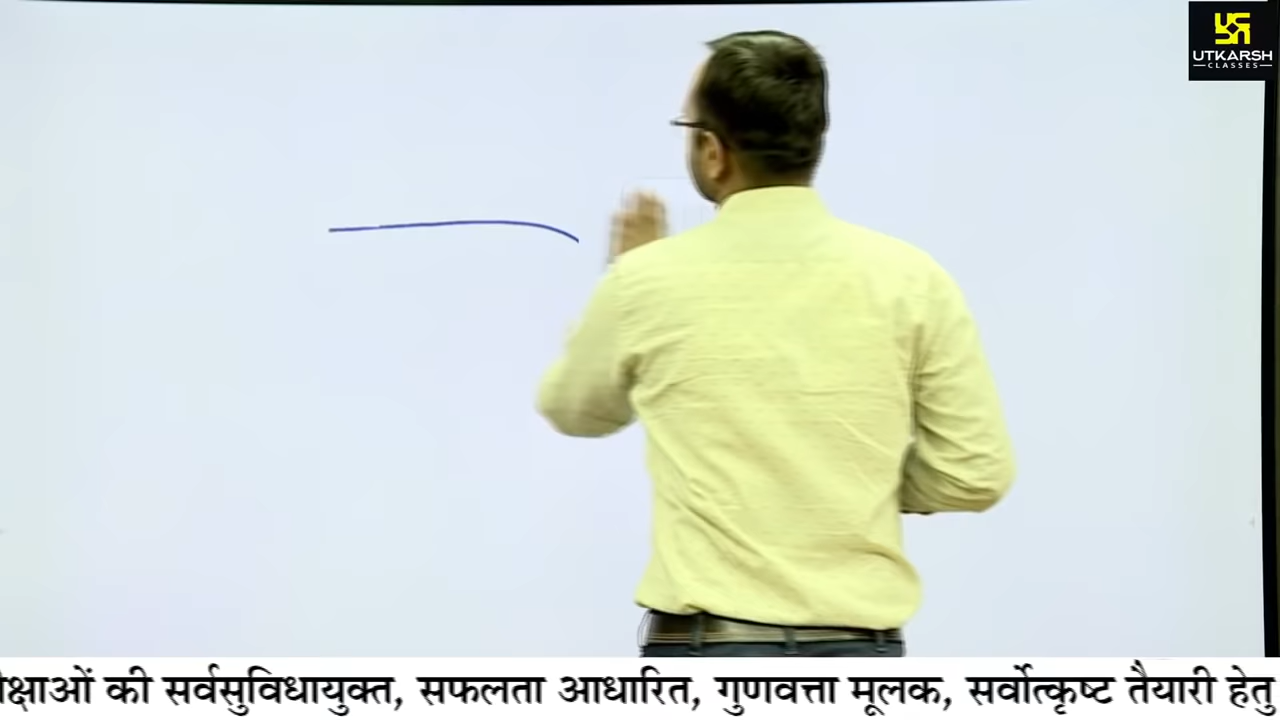 UTKARSH
CLASSES
क्षाओं की सर्वसुविधायुक्त, सफलता आधारित, गुणवत्ता मूलक, सर्वोत्कृष्ट तैयारी हेतु